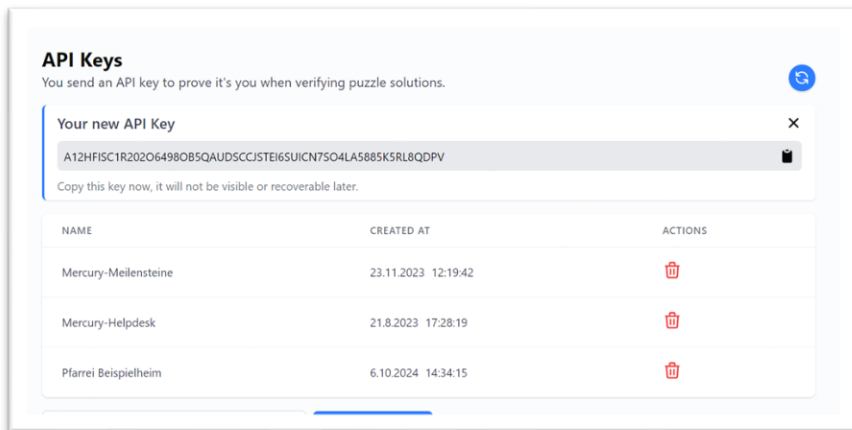 API Keys
You send an API key to prove it's you when verifying puzzle solutions.
Your new API Key
A12HFISC1R202O6498OB5QAUDSCCJSTEI6SUICN7SO4LA5885K5RL8QDPV
Copy this key now, it will not be visible or recoverable later.
NAME CREATED AT ACTIONS
Mercury-Meilensteine 23.11.2023 12:19:42
Mercury-Helpdesk 21.8.2023 17:28:19
Pfarrei Beispielheim 6.10.2024 14:34:15